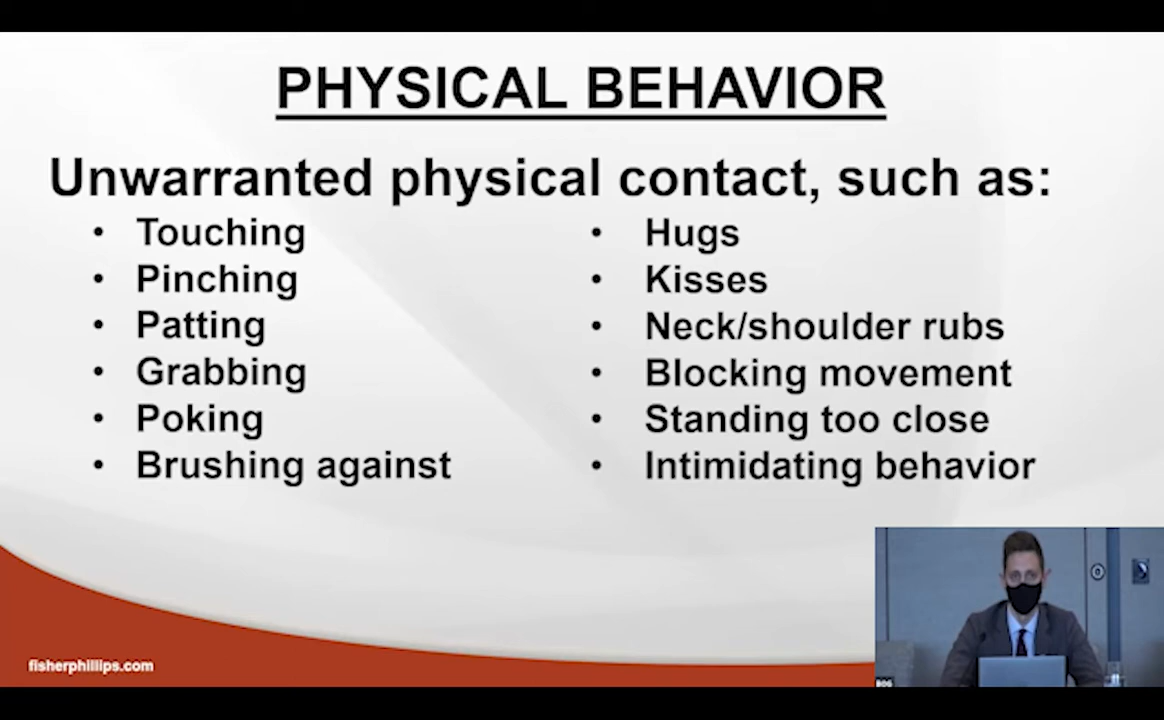 PHYSICAL BEHAVIOR
Unwarranted physical contact, such as:
• Touching
• Pinching
• Patting
• Grabbing
• Poking
• Brushing against
• Hugs
• Kisses
• Neck/shoulder rubs
• Blocking movement
• Standing too close
• Intimidating behavior
fisherphillips.com